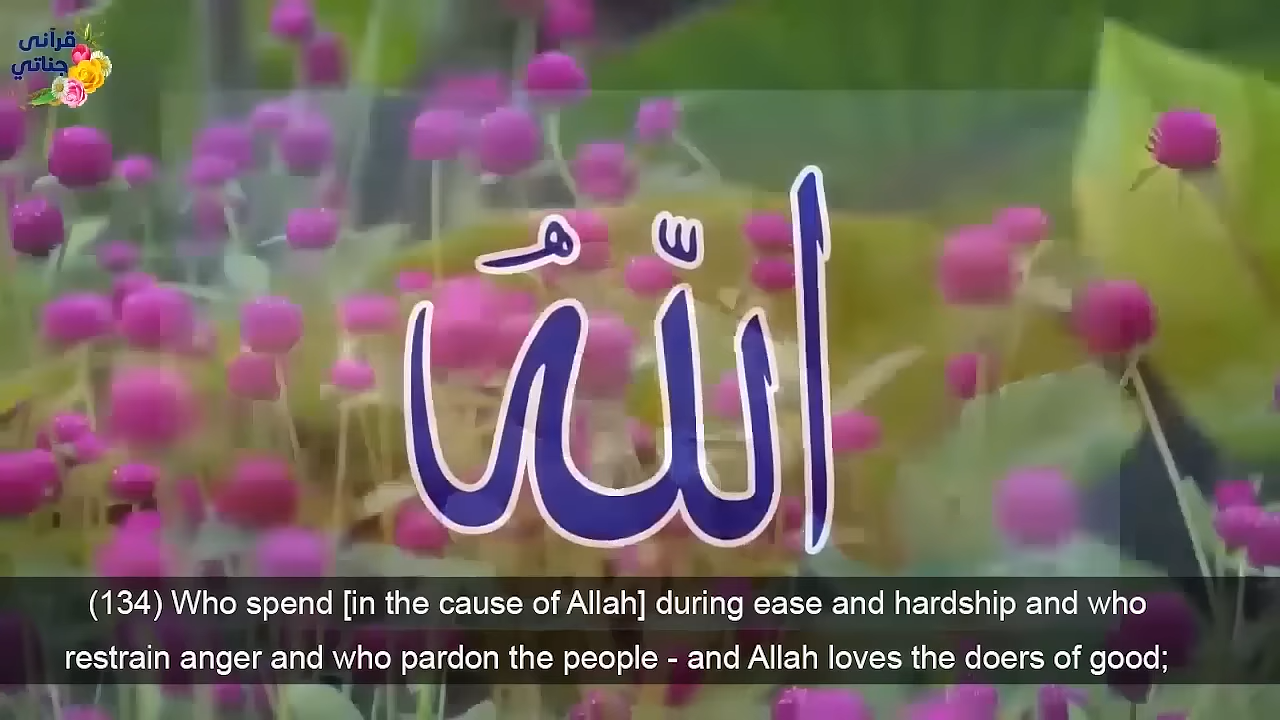 قرآنى
جناتي
اللّٰهُ
(134) Who spend [in the cause of Allah] during ease and hardship and who
restrain anger and who pardon the people - and Allah loves the doers of good;